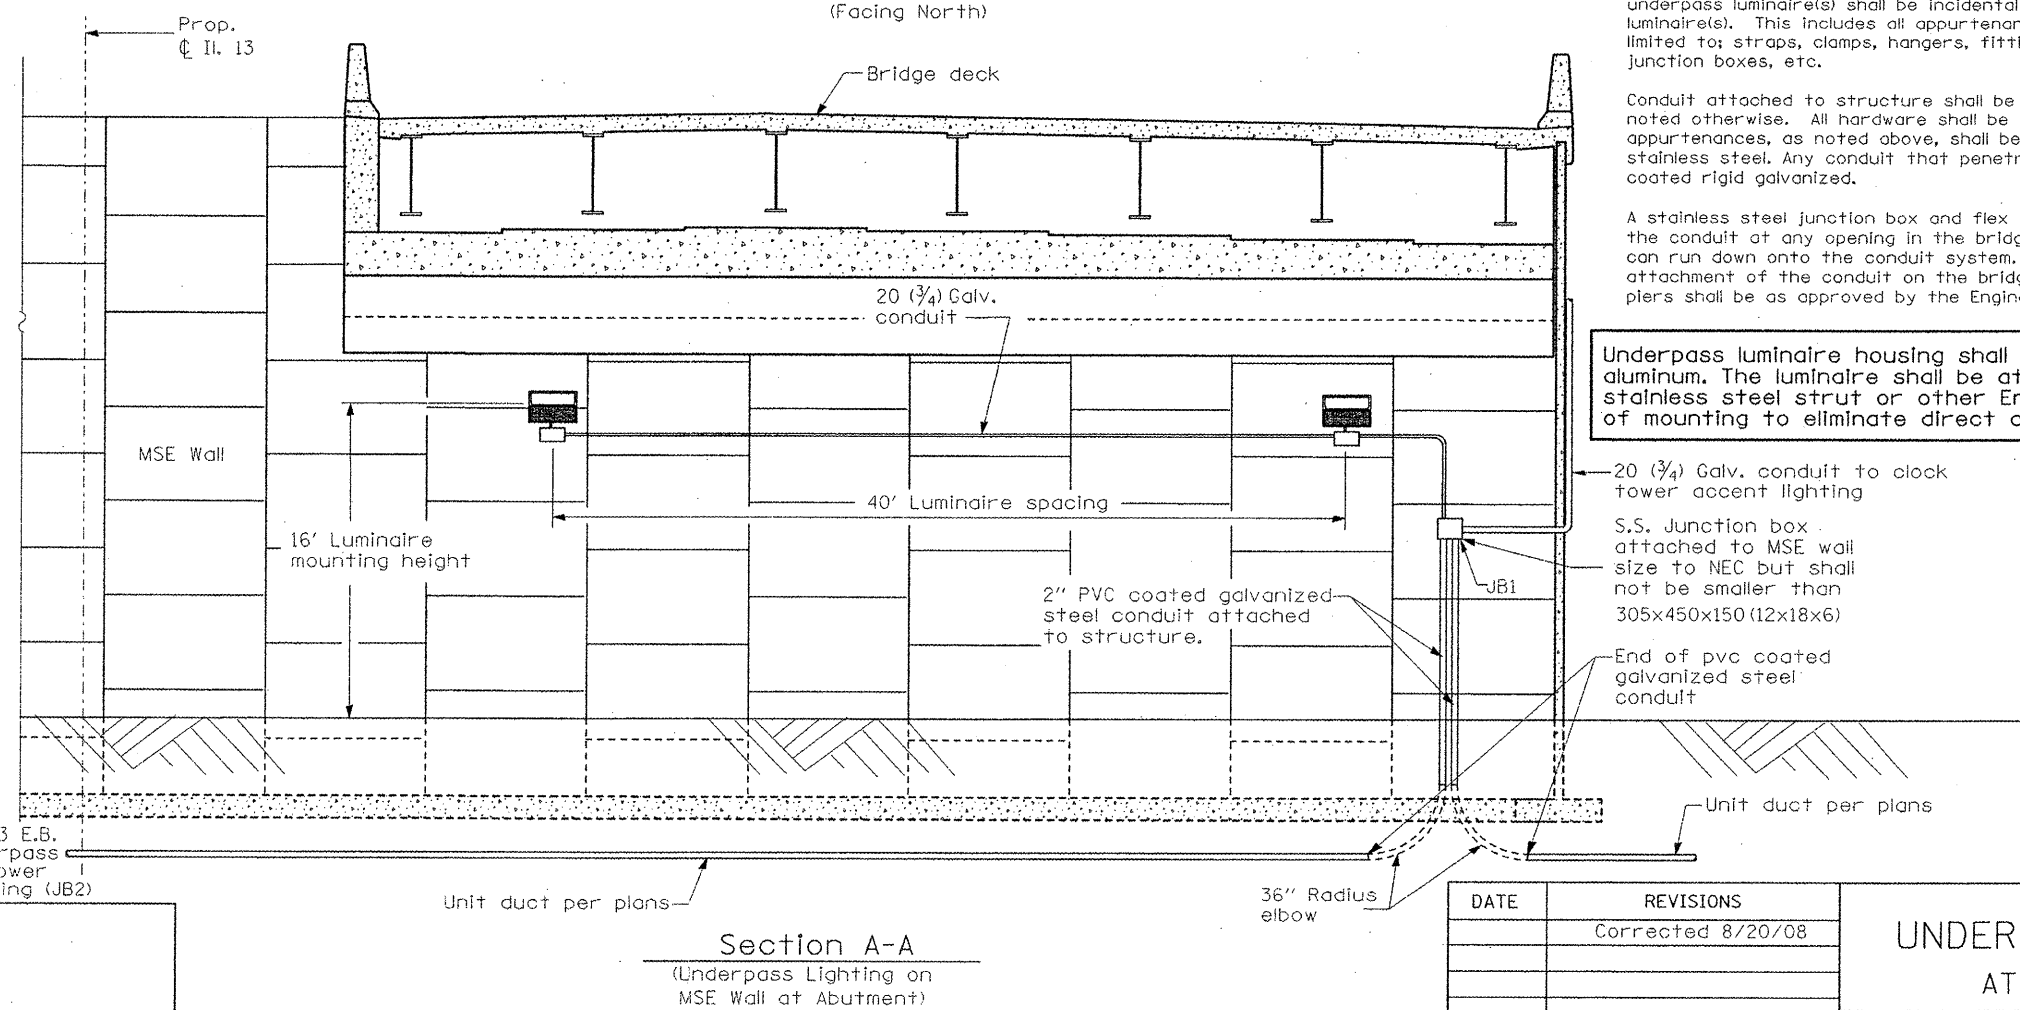 (Facing North)
Prop.
℄ Il. 13
Bridge deck
underpass luminaire(s) shall be incidental
luminaire(s). This includes all appurtenan
limited to; straps, clamps, hangers, fitti
junction boxes, etc.
Conduit attached to structure shall be
noted otherwise. All hardware shall be
appurtenances, as noted above, shall be
stainless steel. Any conduit that penetr
coated rigid galvanized.
A stainless steel junction box and flex
the conduit at any opening in the bridg
can run down onto the conduit system.
attachment of the conduit on the bridg
piers shall be as approved by the Engin
20 (3/4) Galv.
conduit
Underpass luminaire housing shall
aluminum. The luminaire shall be at
stainless steel strut or other En
of mounting to eliminate direct c
MSE Wall
40' Luminaire spacing
16' Luminaire
mounting height
20 (3/4) Galv. conduit to clock
tower accent lighting
S.S. Junction box
attached to MSE wall
size to NEC but shall
not be smaller than
305x450x150 (12x18x6)
JB1
2" PVC coated galvanized
steel conduit attached
to structure.
End of pvc coated
galvanized steel
conduit
Unit duct per plans
3 E.B.
rpass
ower
ing (JB2)
Unit duct per plans
36" Radius
elbow
Section A-A
(Underpass Lighting on
MSE Wall at Abutment)
DATE REVISIONS
Corrected 8/20/08
UNDER
AT